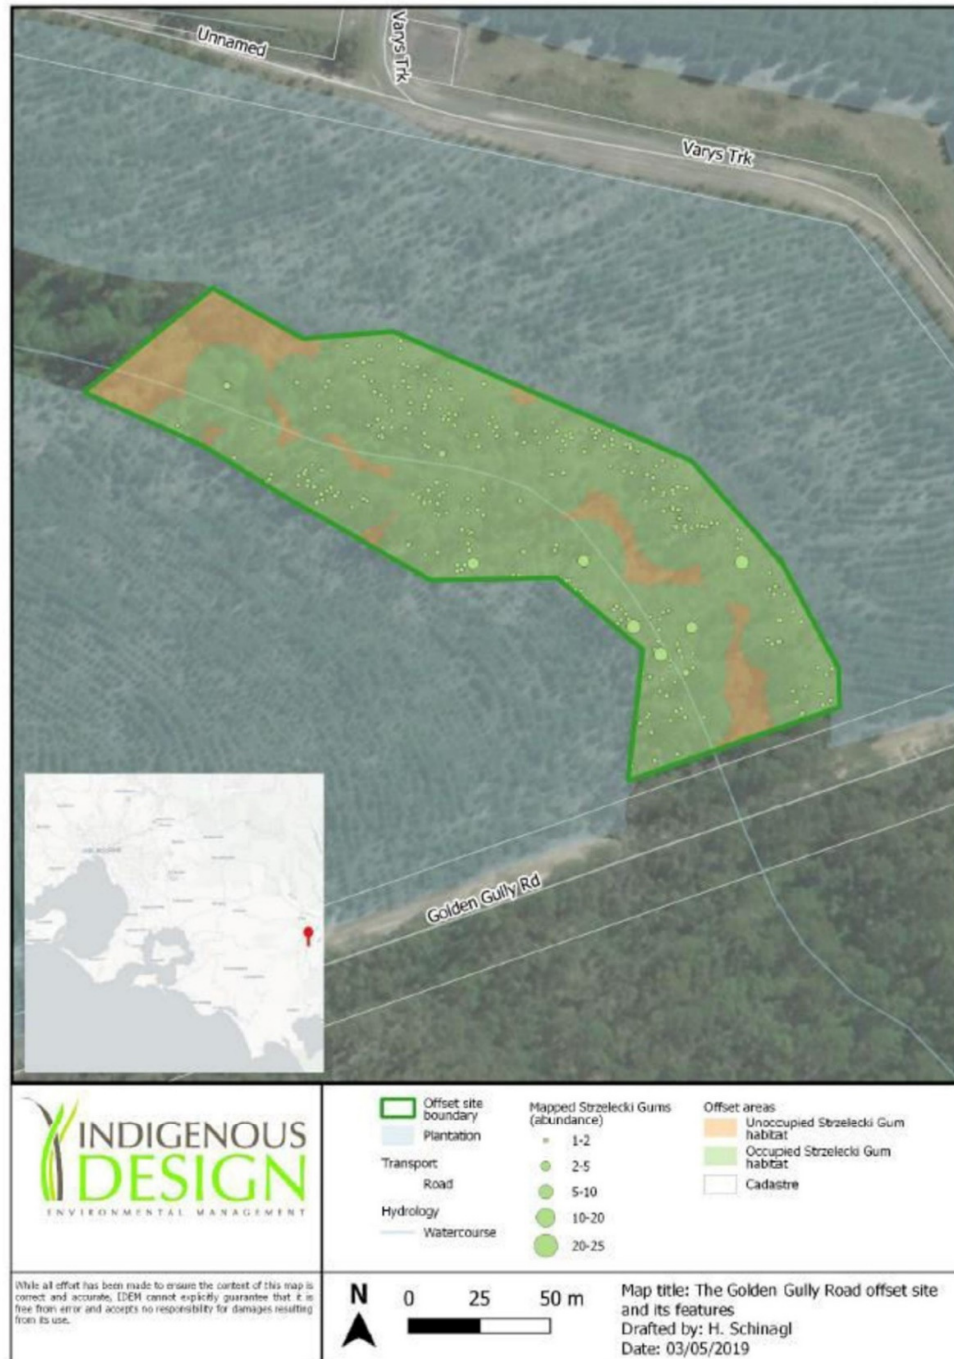 Unnamed
Varys Trk
Varys Trk
Golden Gully Rd
INDIGENOUS
DESIGN
ENVIRONMENTAL MANAGEMENT
Offset site
boundary
Plantation
Transport
Road
Hydrology
Watercourse
Mapped Strzelecki Gums
(abundance)
1-2
2-5
5-10
10-20
20-25
Offset areas
Unoccupied Strzelecki Gum
habitat
Occupied Strzelecki Gum
habitat
Cadastre
While all effort has been made to ensure the content of this map is
correct and accurate, IDEM cannot explicitly guarantee that it is
free from error and accepts no responsibility for damages resulting
from its use.
N
0 25 50 m
Map title: The Golden Gully Road offset site
and its features
Drafted by: H. Schinagl
Date: 03/05/2019